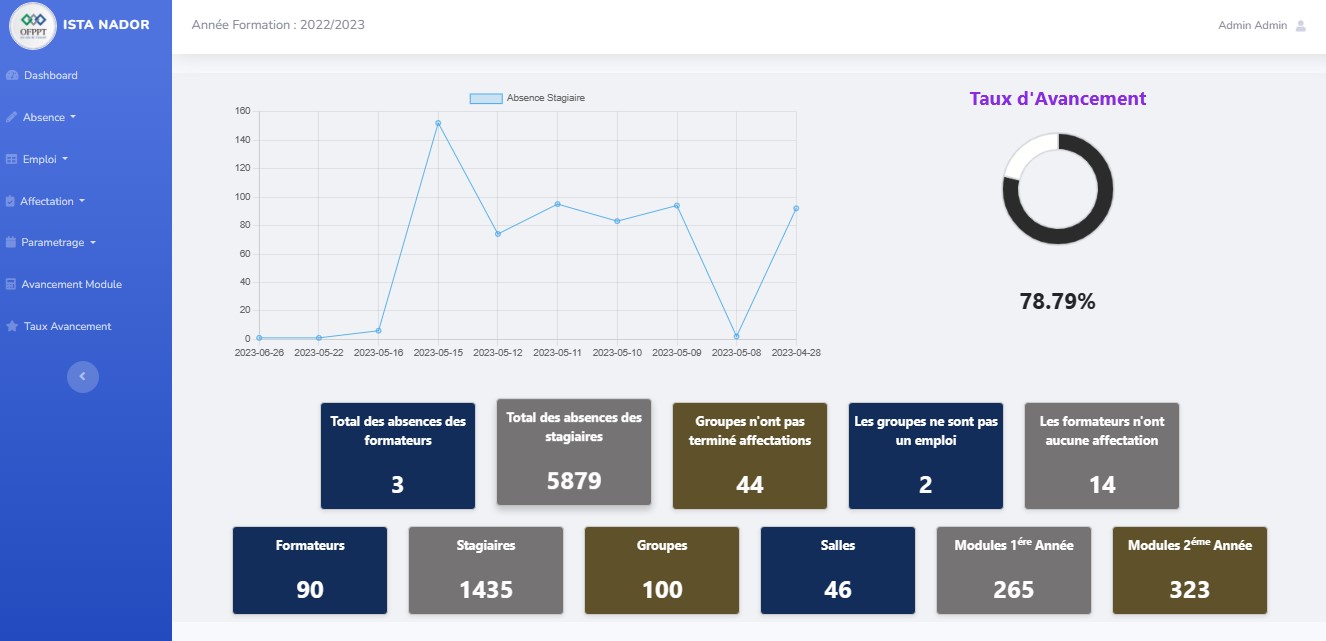 OFPPT
ISTA NADOR
Année Formation : 2022/2023
Admin Admin
Dashboard
Absence
Emploi
Affectation
Parametrage
Avancement Module
Taux Avancement
Absence Stagiaire
160
140
120
100
80
60
40
20
0
2023-06-26 2023-05-22 2023-05-16 2023-05-15 2023-05-12 2023-05-11 2023-05-10 2023-05-09 2023-05-08 2023-04-28
Taux d'Avancement
78.79%
Total des absences des
formateurs
3
Total des absences des
stagiaires
5879
Groupes n'ont pas
terminé affectations
44
Les groupes ne sont pas
un emploi
2
Les formateurs n'ont
aucune affectation
14
Formateurs
90
Stagiaires
1435
Groupes
100
Salles
46
Modules 1ére Année
265
Modules 2éme Année
323